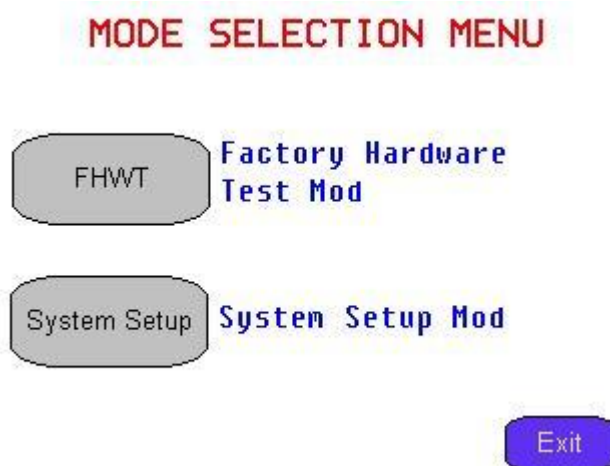 MODE SELECTION MENU
FHWT
Factory Hardware
Test Mod
System Setup
System Setup Mod
Exit